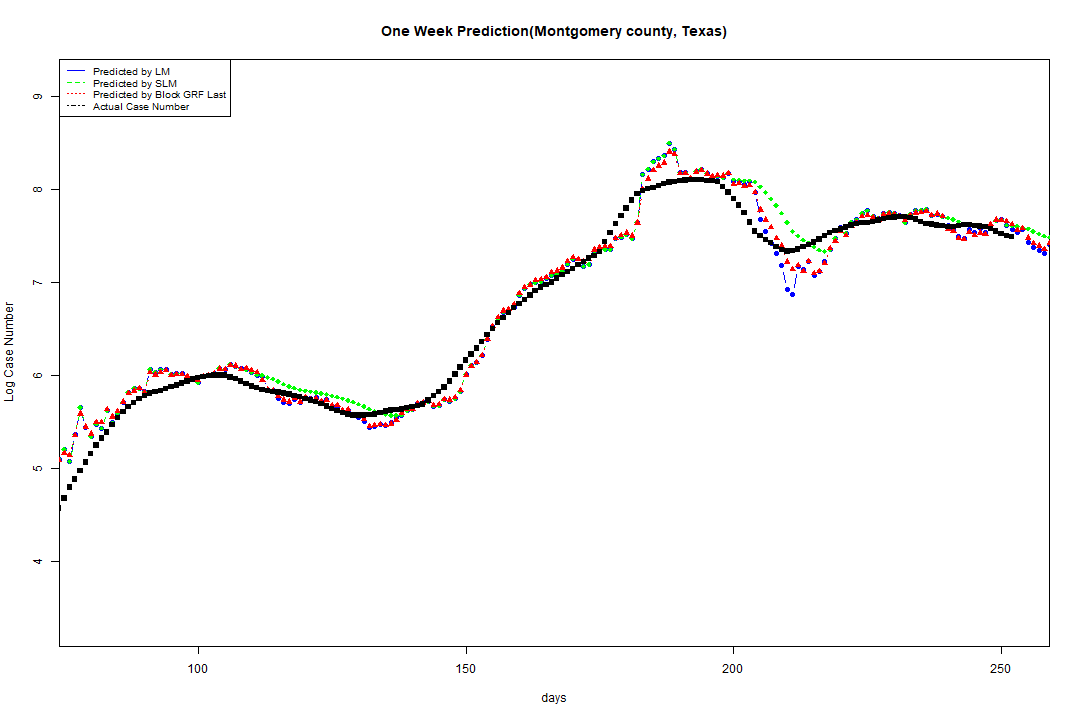 One Week Prediction(Montgomery county, Texas)
Predicted by LM
Predicted by SLM
Predicted by Block GRF Last
Actual Case Number
9
8
7
6
5
4
Log Case Number
100 150 200 250
days